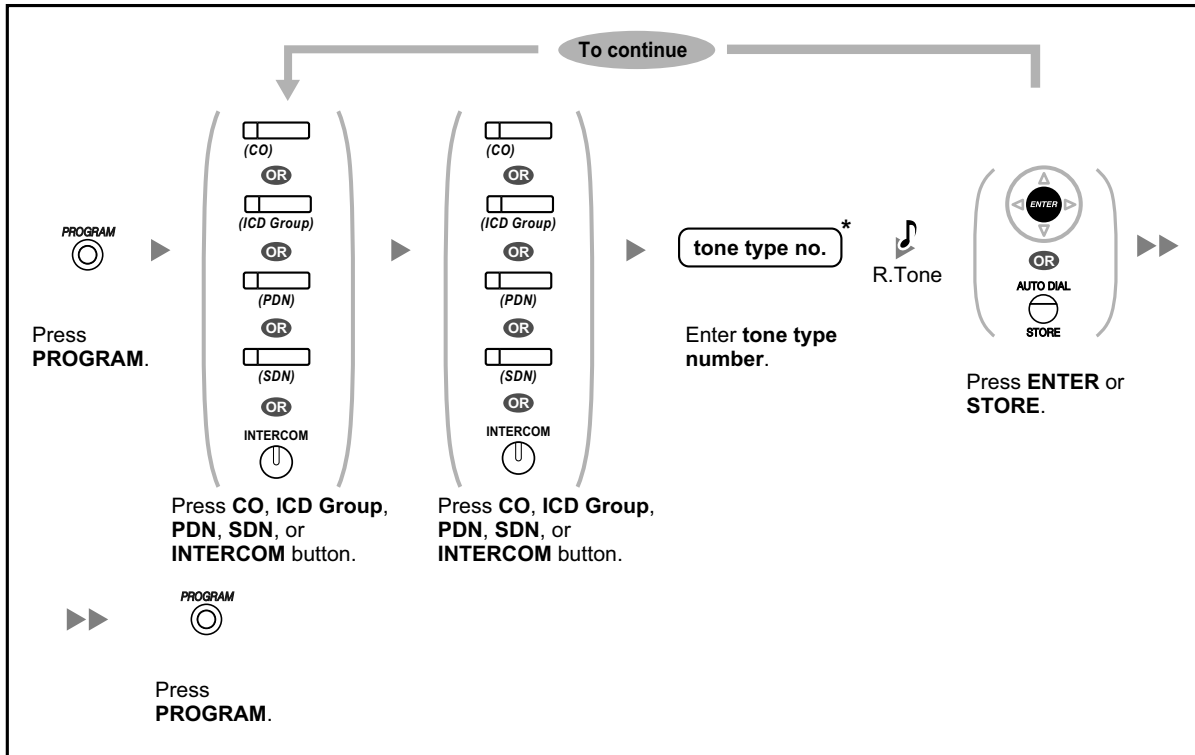 To continue
PROGRAM
Press
PROGRAM.
(CO)
OR
(ICD Group)
OR
(PDN)
OR
(SDN)
OR
INTERCOM
Press CO, ICD Group,
PDN, SDN, or
INTERCOM button.
(CO)
OR
(ICD Group)
OR
(PDN)
OR
(SDN)
OR
INTERCOM
Press CO, ICD Group,
PDN, SDN, or
INTERCOM button.
tone type no.*
Enter tone type
number.
R.Tone
ENTER
OR
AUTO DIAL
STORE
Press ENTER or
STORE.
PROGRAM
Press
PROGRAM.